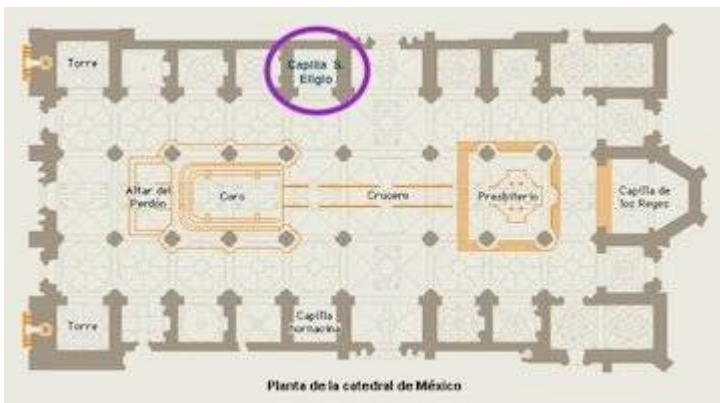 Torre
Capilla S.
Eligio
Altar del
Perdón
Coro
Crucero
Presbiterio
Capilla de
los Reyes
Torre
Capilla
hornacina
Planta de la catedral de México